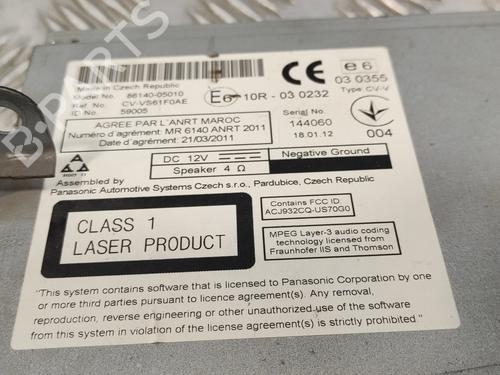 Made in Czech Republic
Model No. 86140-05010
Ref No. CV-VS61F0AE
ID No. 59005
E6 10R - 03 0232
CE
e6
03 0355
Type: CV-V
AGREE PAR L'ANRT MAROC
Numéro d'agrément: MR 6140 ANRT 2011
Date d'agrément: 21/03/2011
Serial No.
144060
18.01.12
004
DC 12V
Negative Ground
Speaker 4 Ω
Assembled by
Panasonic Automotive Systems Czech s.r.o., Pardubice, Czech Republic
CLASS 1
LASER PRODUCT
Contains FCC ID
ACJ932CQ-US70G0
MPEG Layer-3 audio coding
technology licensed from
Fraunhofer IIS and Thomson
"This system contains software that is licensed to Panasonic Corporation by one
or more third parties pursuant to licence agreement(s). Any removal,
reproduction, reverse engineering or other unauthorized use of the software
from this system in violation of the license agreement(s) is strictly prohibited."
B-PARTS